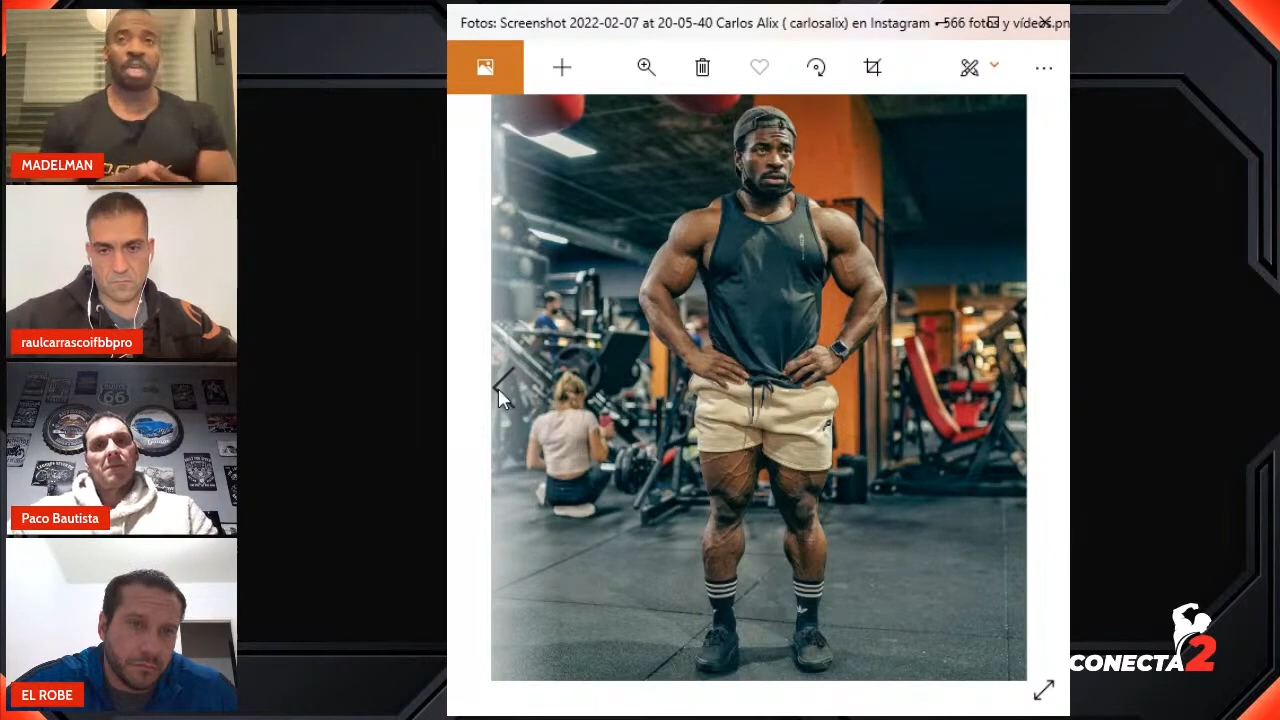 Fotos: Screenshot 2022-02-07 at 20-05-40 Carlos Alix ( carlosalix) en Instagram • 566 fotos y vídeos.pn
MADELMAN
raulcarrascoifbbpro
66
Paco Bautista
EL ROBE
CONECTA2